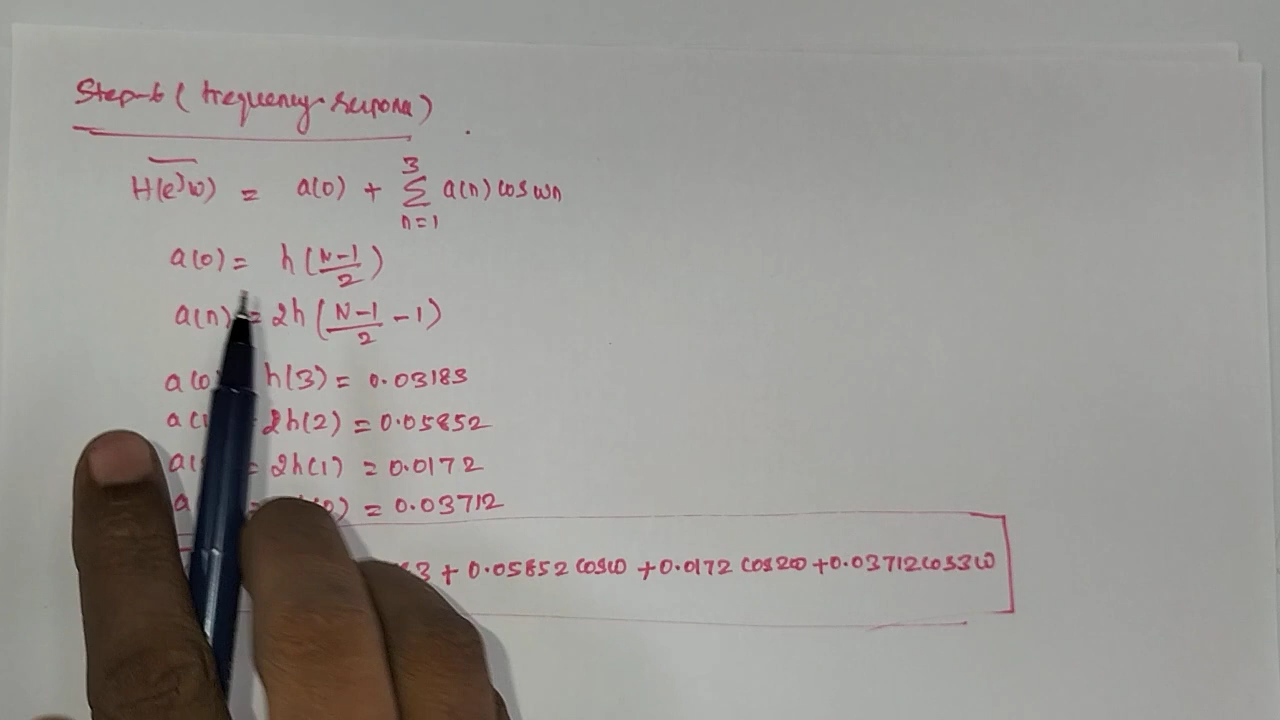 Step-6 (frequency response)
H(e^jω) = a(0) + Σ_{n=1}^{3} a(n) cos ωn
a(0) = h((N-1)/2)
a(n) = 2h((N-1)/2 - 1)
a(0 h(3) = 0.03183
a( 2h(2) = 0.05852
a( = 2h(1) = 0.0172
a = (0) = 0.03712
3 + 0.05852 cosω + 0.0172 cos2ω + 0.03712cos3ω